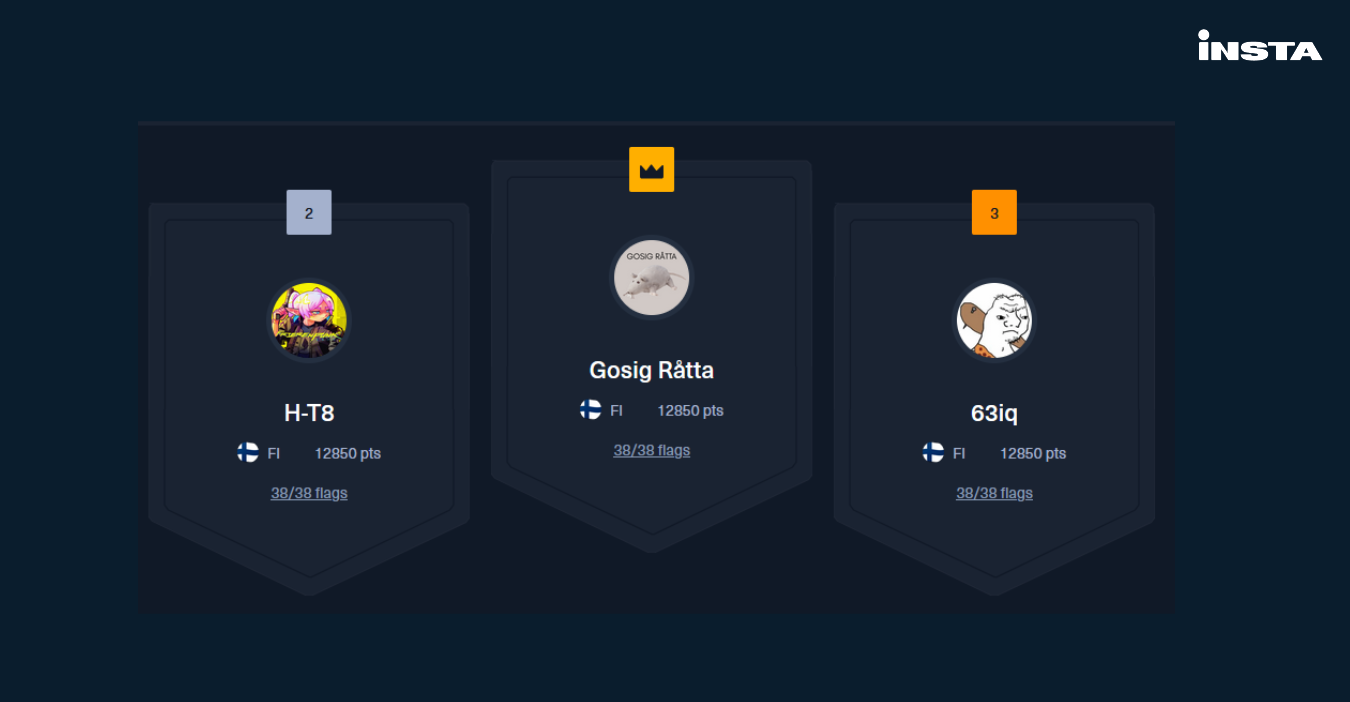 INSTA
2
H-T8
FI 12850 pts
38/38 flags
GOSIG RÅTTA
Gosig Råtta
FI 12850 pts
38/38 flags
3
63iq
FI 12850 pts
38/38 flags